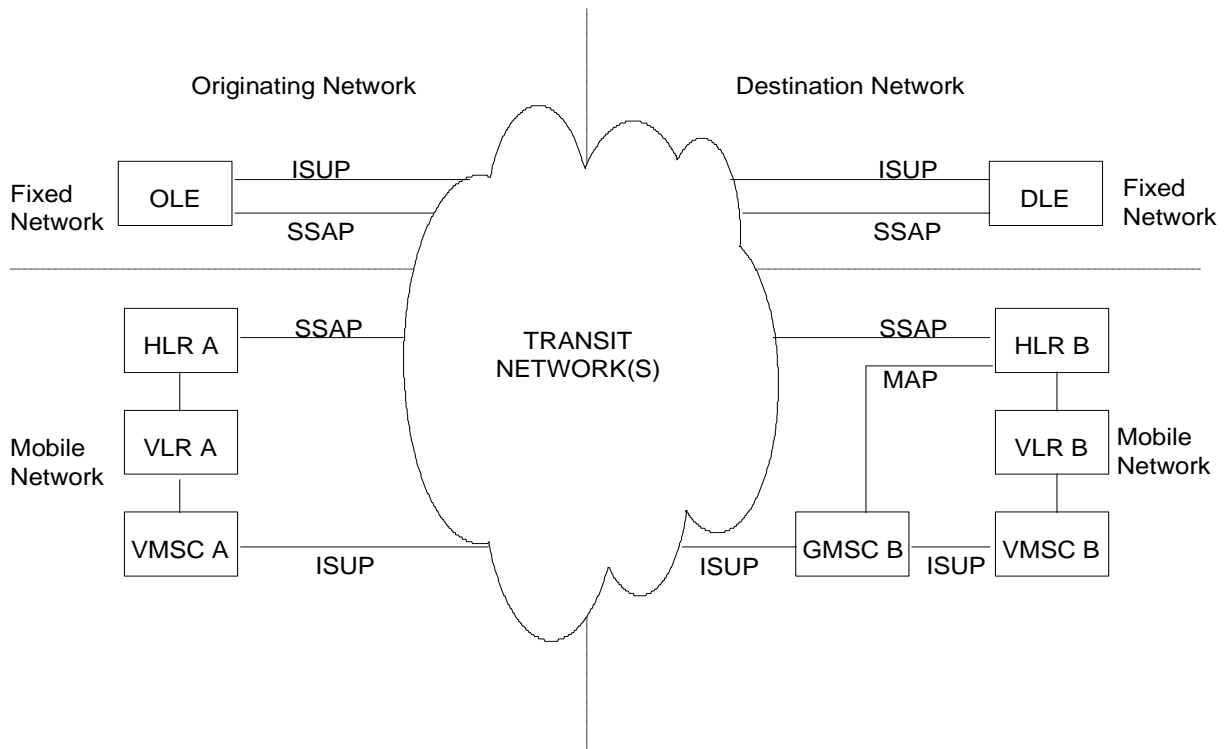 Originating Network
Destination Network
ISUP
ISUP
Fixed
Network
OLE
DLE
Fixed
Network
SSAP
SSAP
HLR A
SSAP
TRANSIT
NETWORK(S)
SSAP
HLR B
MAP
Mobile
Network
VLR A
VLR B
Mobile
Network
VMSC A
ISUP
ISUP
GMSC B
ISUP
VMSC B